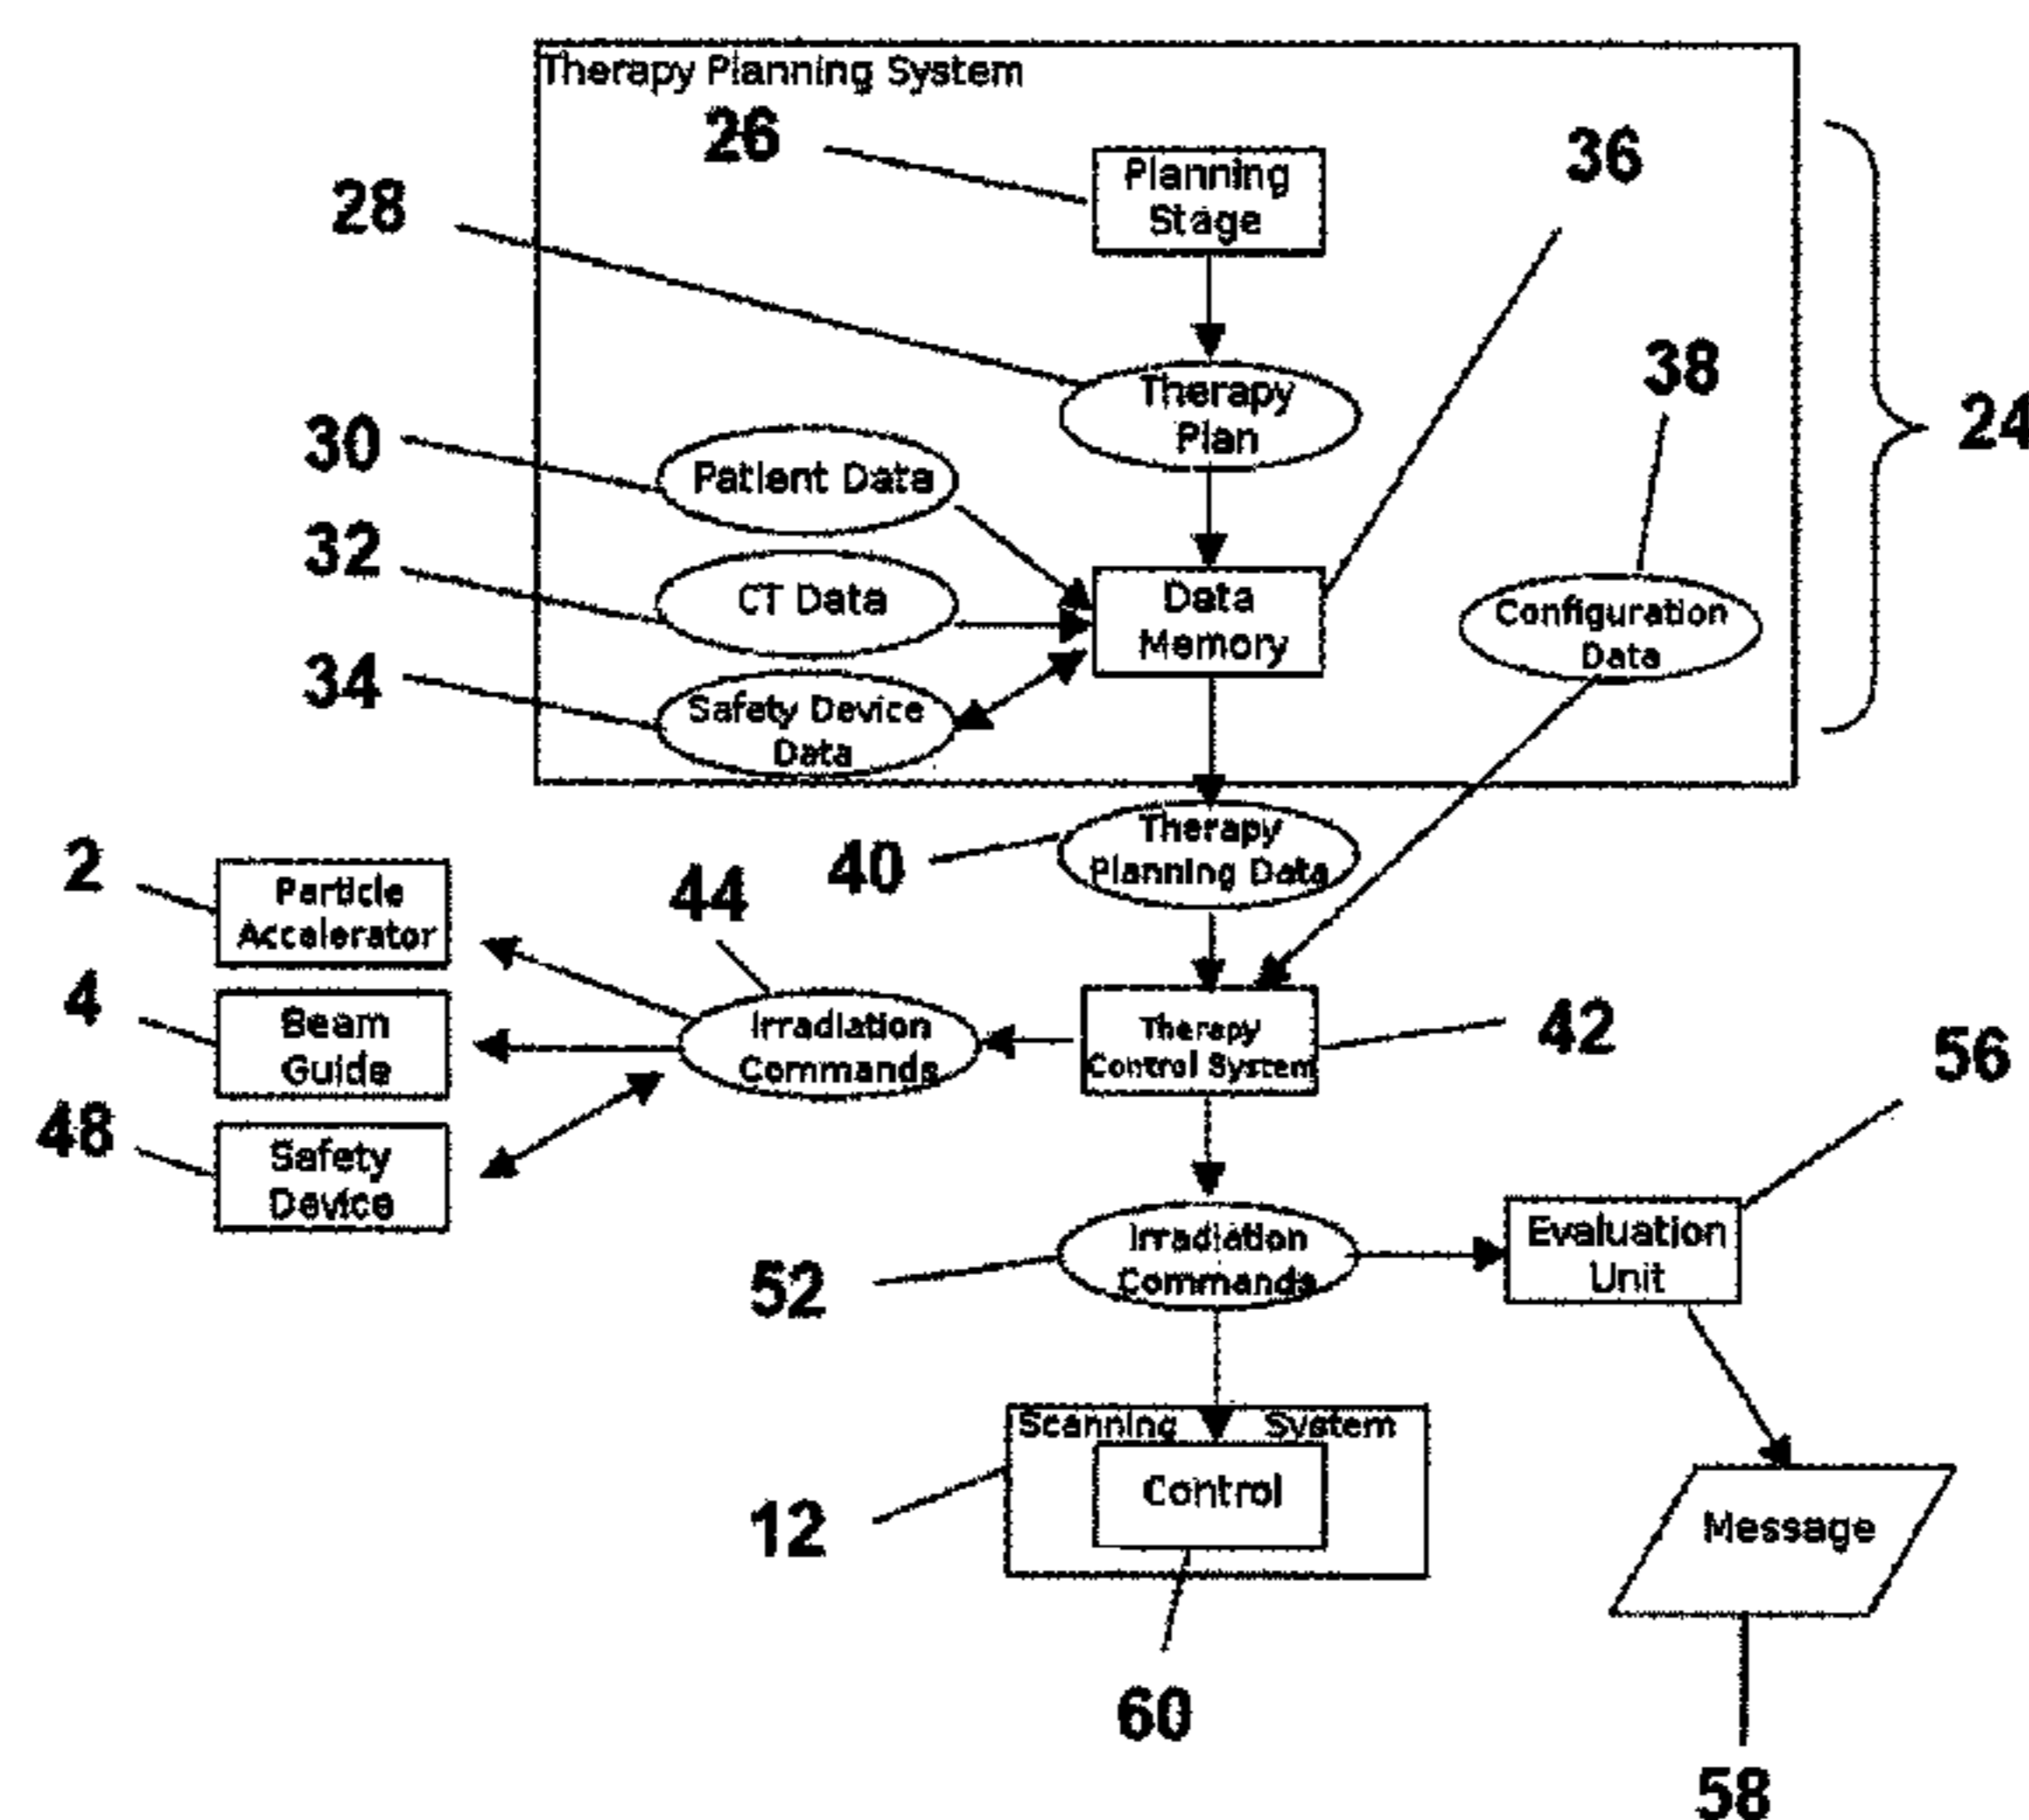 Therapy Planning System
26
Planning
Stage
36
28
Therapy
Plan
38
24
30
Patient Data
32
CT Data
Data
Memory
Configuration
Data
34
Safety Device
Data
Therapy
Planning Data
40
2
Particle
Accelerator
44
4
Beam
Guide
Irradiation
Commands
Therapy
Control System
42
56
48
Safety
Device
Irradiation
Commands
52
Evaluation
Unit
Scanning System
Control
12
Message
60
58